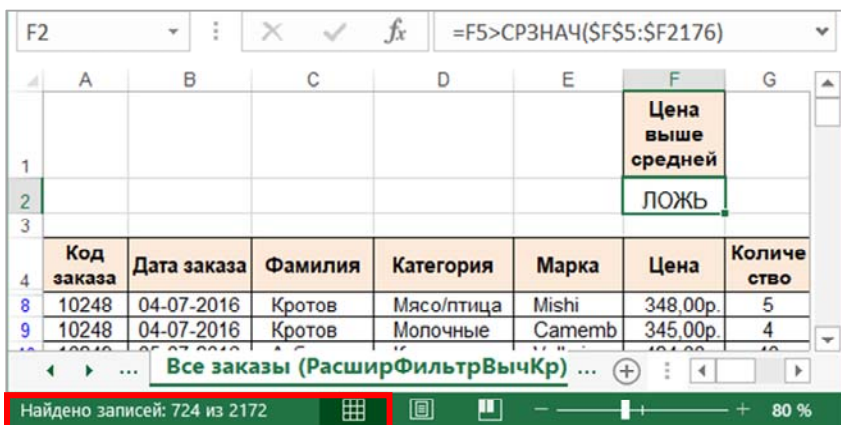 F2 fx =F5>СРЗНАЧ($F$5:$F2176)
A B C D E F G
1 Цена выше средней
2 ЛОЖЬ
3
4 Код заказа Дата заказа Фамилия Категория Марка Цена Количество
8 10248 04-07-2016 Кротов Мясо/птица Mishi 348,00р. 5
9 10248 04-07-2016 Кротов Молочные Camemb 345,00р. 4
... Все заказы (РасширФильтрВычКр) ...
Найдено записей: 724 из 2172 80 %